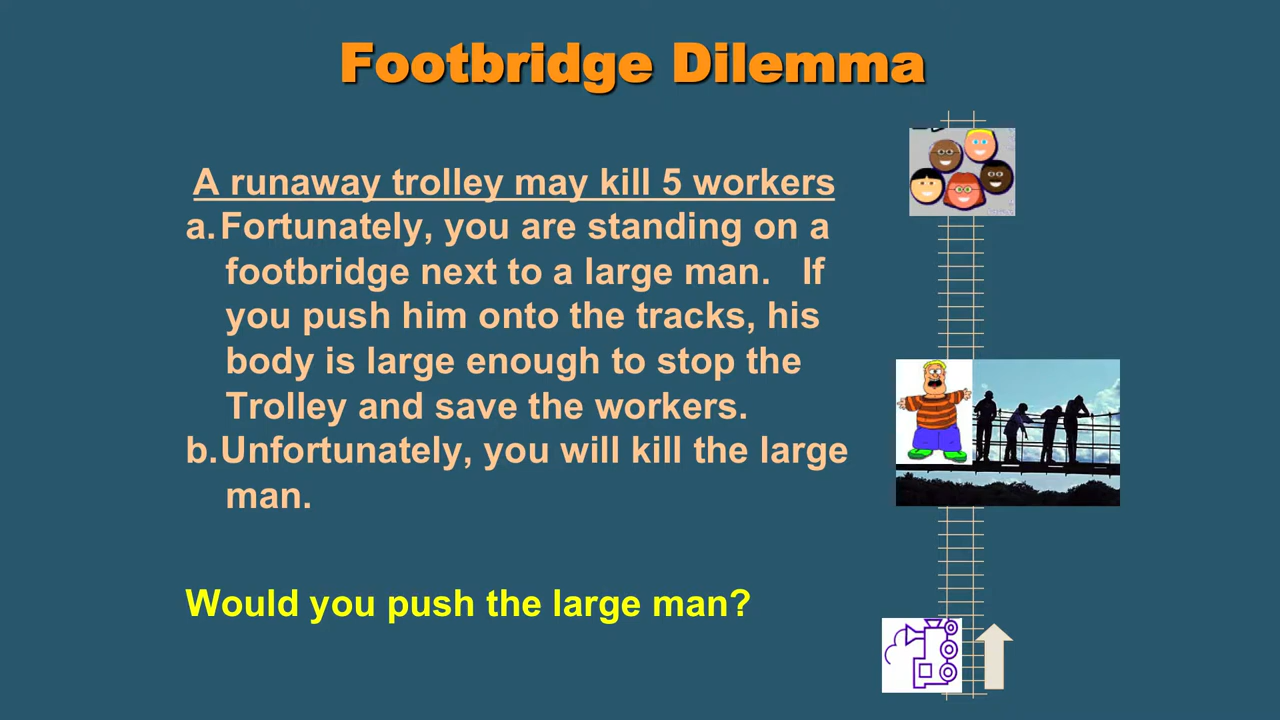 Footbridge Dilemma
A runaway trolley may kill 5 workers
a. Fortunately, you are standing on a
footbridge next to a large man. If
you push him onto the tracks, his
body is large enough to stop the
Trolley and save the workers.
b. Unfortunately, you will kill the large
man.
Would you push the large man?